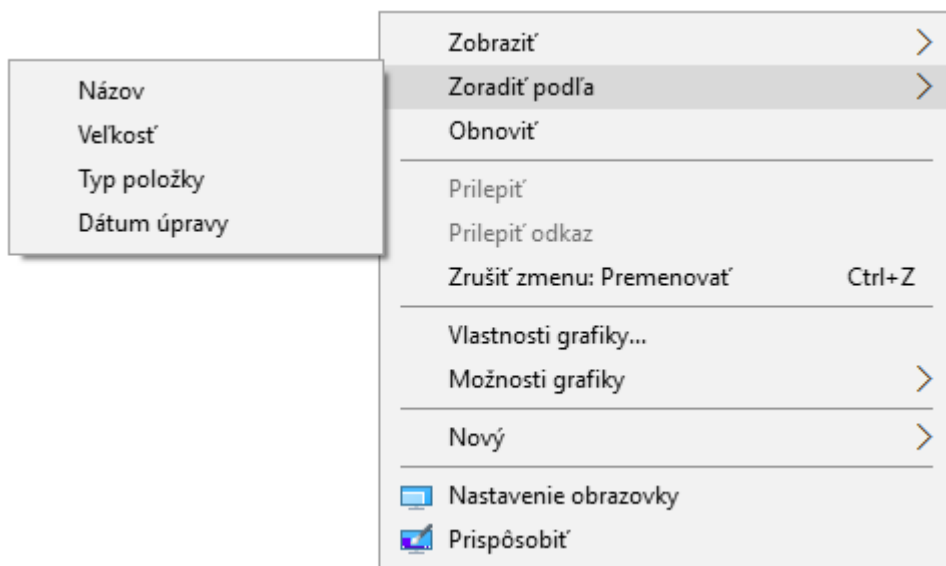 Zobraziť
Zoradiť podľa
Názov
Veľkosť
Typ položky
Dátum úpravy
Obnoviť
Prilepiť
Prilepiť odkaz
Zrušiť zmenu: Premenovať Ctrl+Z
Vlastnosti grafiky...
Možnosti grafiky
Nový
Nastavenie obrazovky
Prispôsobiť